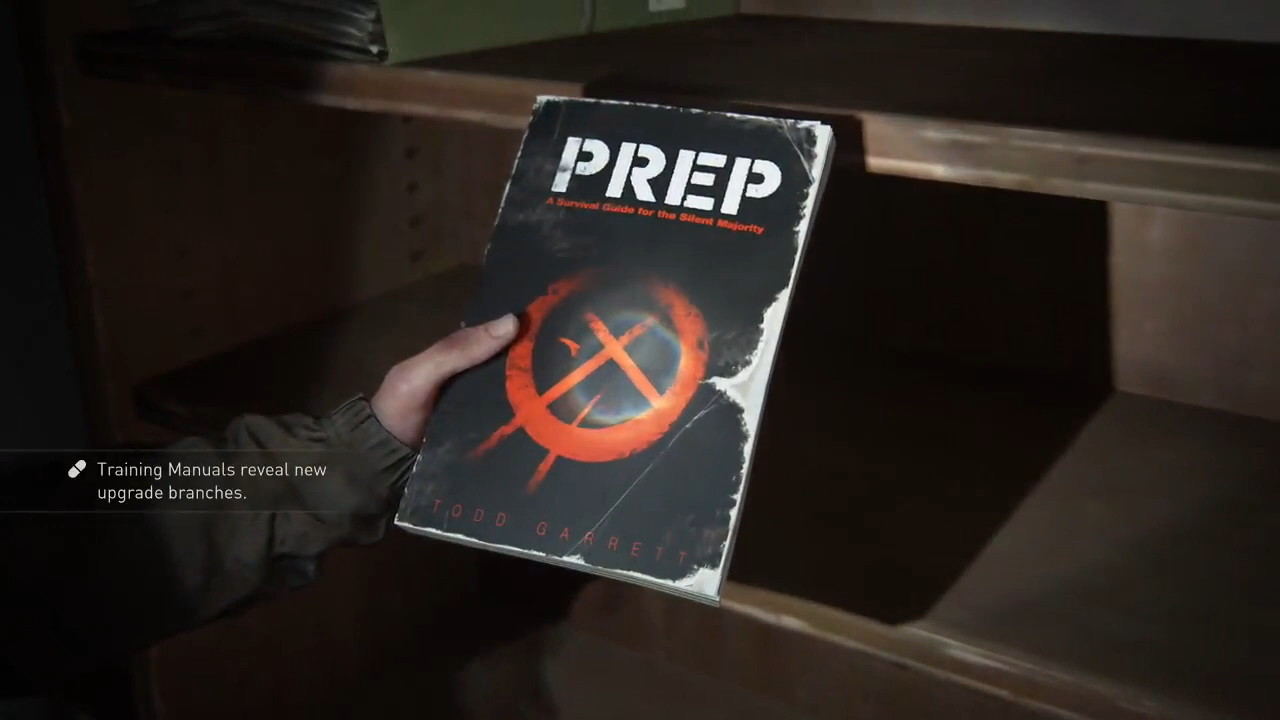 PREP
A Survival Guide for the Silent Majority
TODD GARRETT
Training Manuals reveal new
upgrade branches.